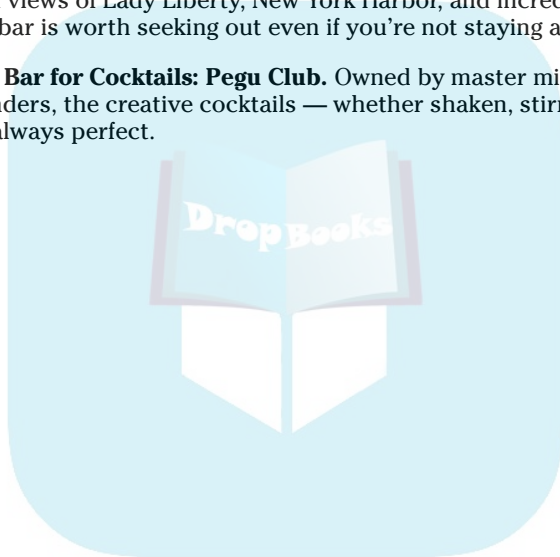 views of Lady Liberty, New York Harbor, and incred
bar is worth seeking out even if you're not staying a
Bar for Cocktails: Pegu Club. Owned by master mi
nders, the creative cocktails — whether shaken, stirr
always perfect.
Drop Books